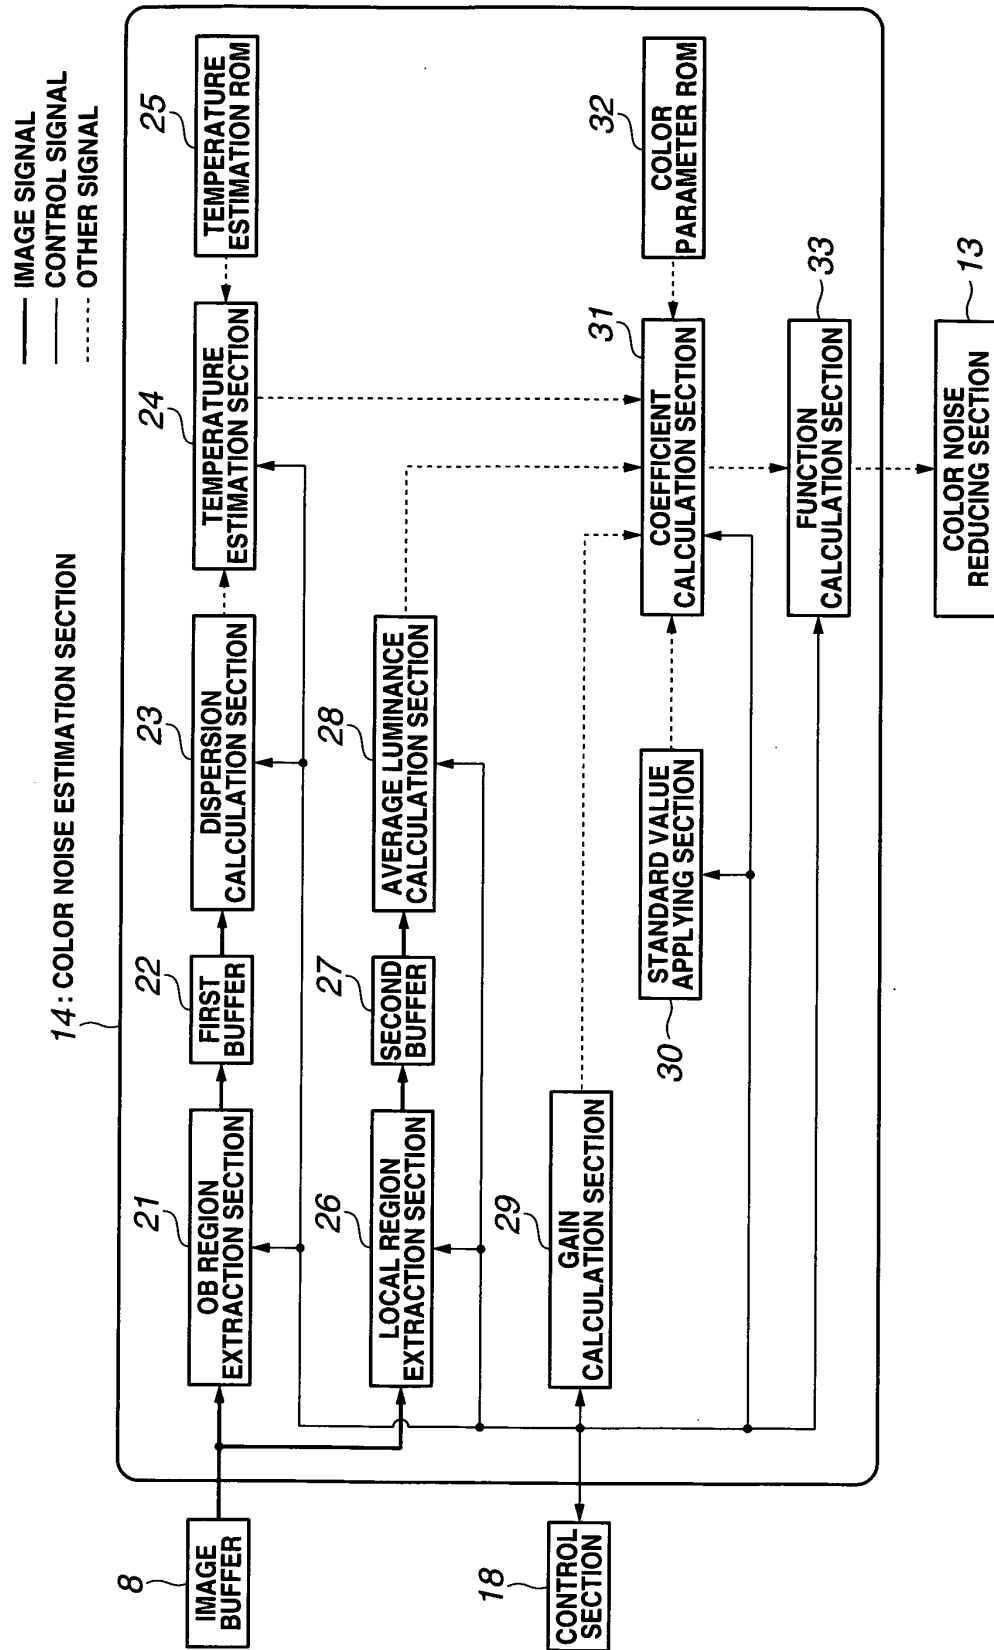 IMAGE SIGNAL
CONTROL SIGNAL
OTHER SIGNAL
14: COLOR NOISE ESTIMATION SECTION
8
IMAGE
BUFFER
21
OB REGION
EXTRACTION SECTION
22
FIRST
BUFFER
23
DISPERSION
CALCULATION SECTION
24
TEMPERATURE
ESTIMATION SECTION
25
TEMPERATURE
ESTIMATION ROM
26
LOCAL REGION
EXTRACTION SECTION
27
SECOND
BUFFER
28
AVERAGE LUMINANCE
CALCULATION SECTION
18
CONTROL
SECTION
29
GAIN
CALCULATION SECTION
30
STANDARD VALUE
APPLYING SECTION
31
COEFFICIENT
CALCULATION SECTION
32
COLOR
PARAMETER ROM
33
FUNCTION
CALCULATION SECTION
13
COLOR NOISE
REDUCING SECTION